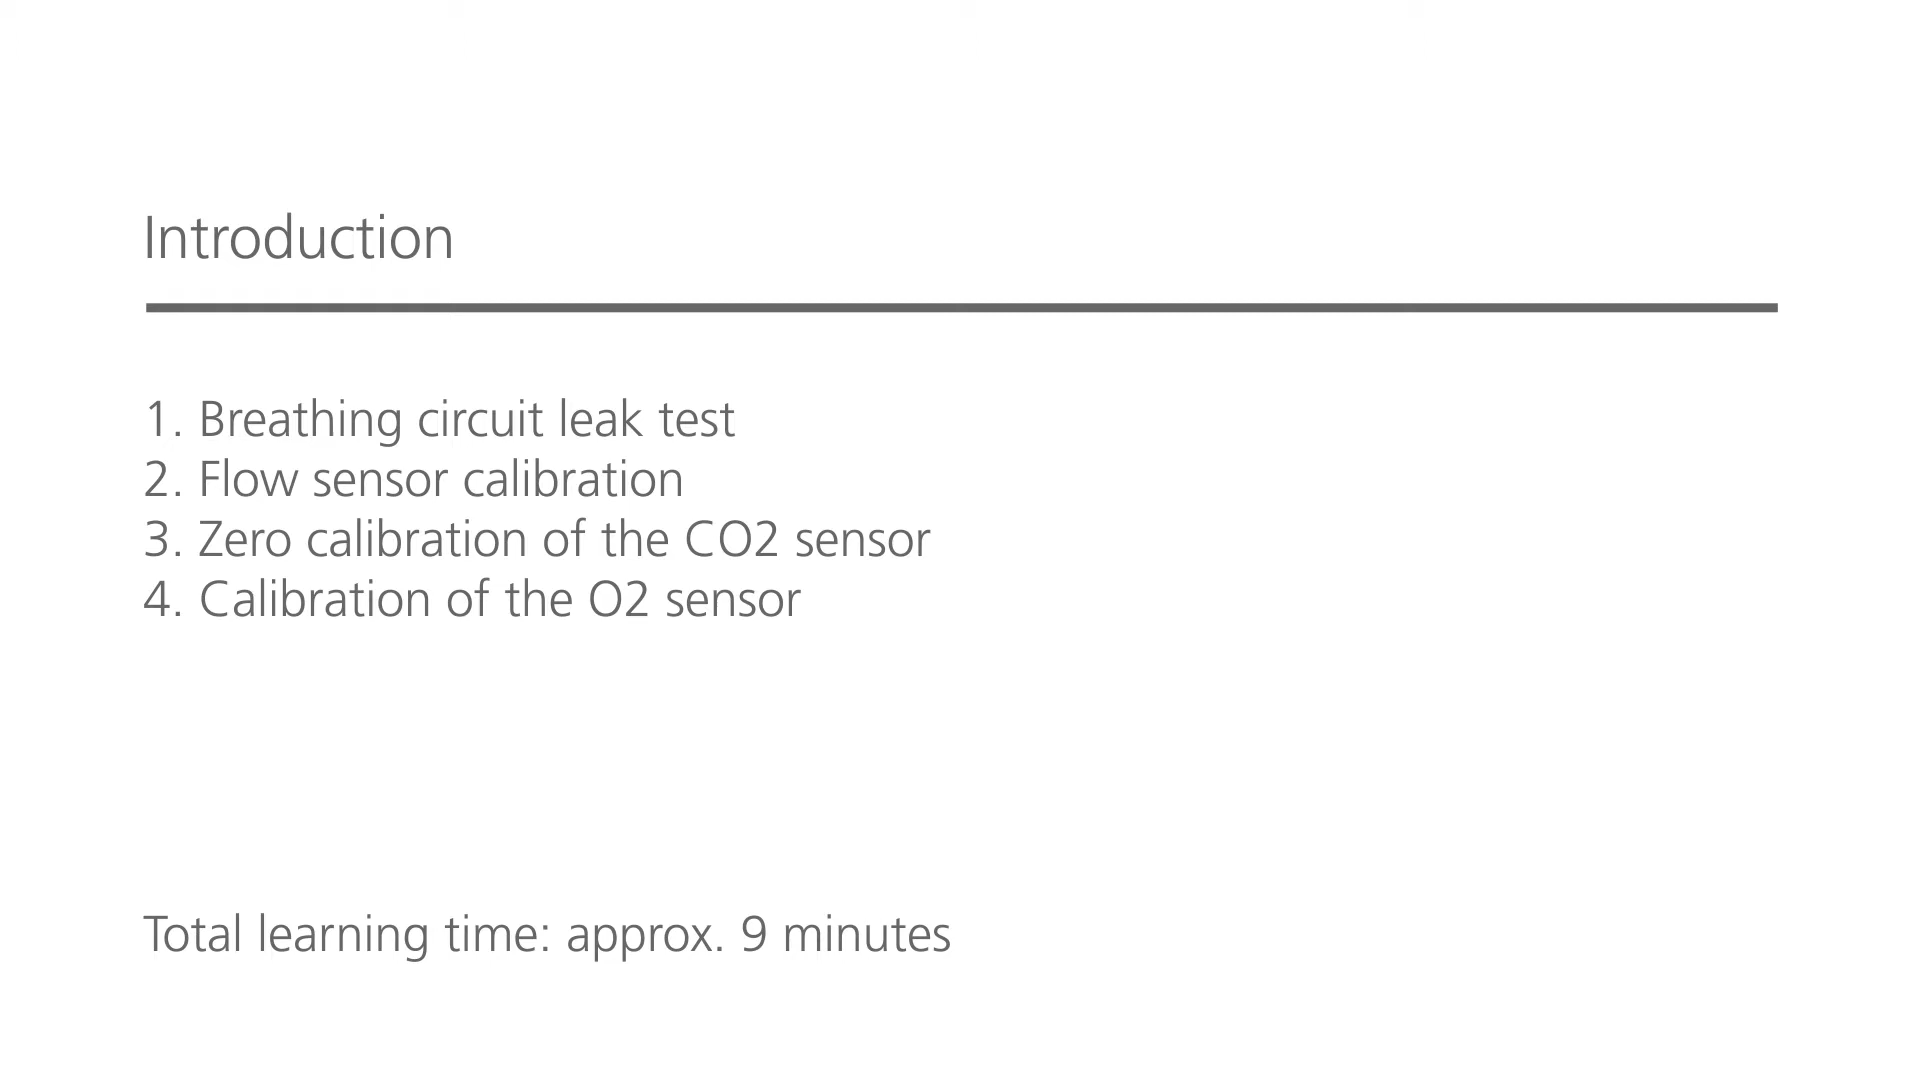 Introduction
1. Breathing circuit leak test
2. Flow sensor calibration
3. Zero calibration of the CO2 sensor
4. Calibration of the O2 sensor
Total learning time: approx. 9 minutes